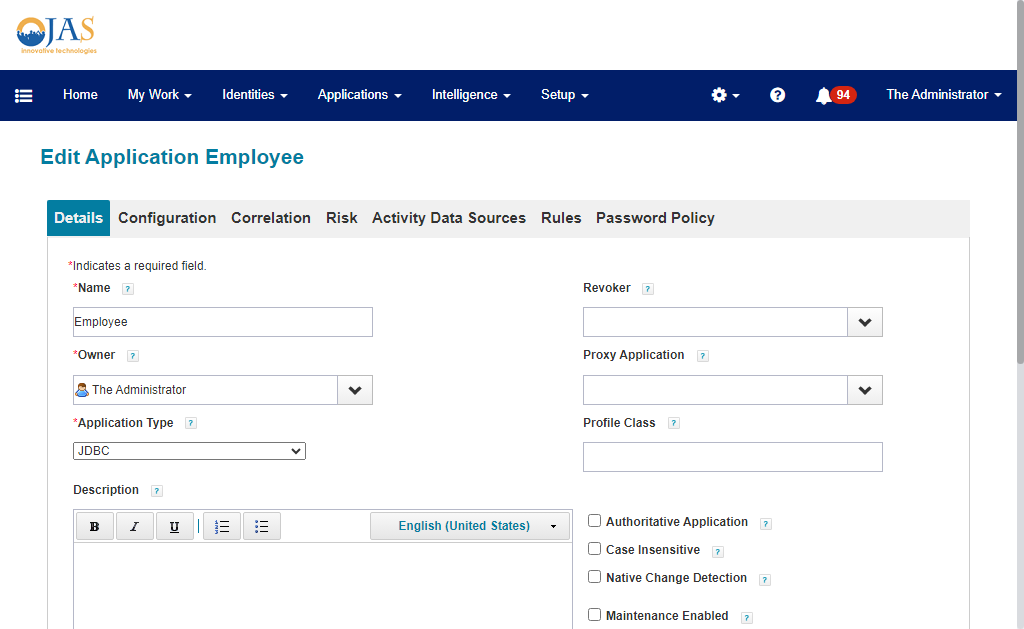 OJAS
innovative technologies
Home My Work Identities Applications Intelligence Setup ? 94 The Administrator
Edit Application Employee
Details Configuration Correlation Risk Activity Data Sources Rules Password Policy
*Indicates a required field.
*Name ?
Employee
*Owner ?
The Administrator
*Application Type ?
JDBC
Description ?
B I U English (United States)
Revoker ?
Proxy Application ?
Profile Class ?
Authoritative Application ?
Case Insensitive ?
Native Change Detection ?
Maintenance Enabled ?